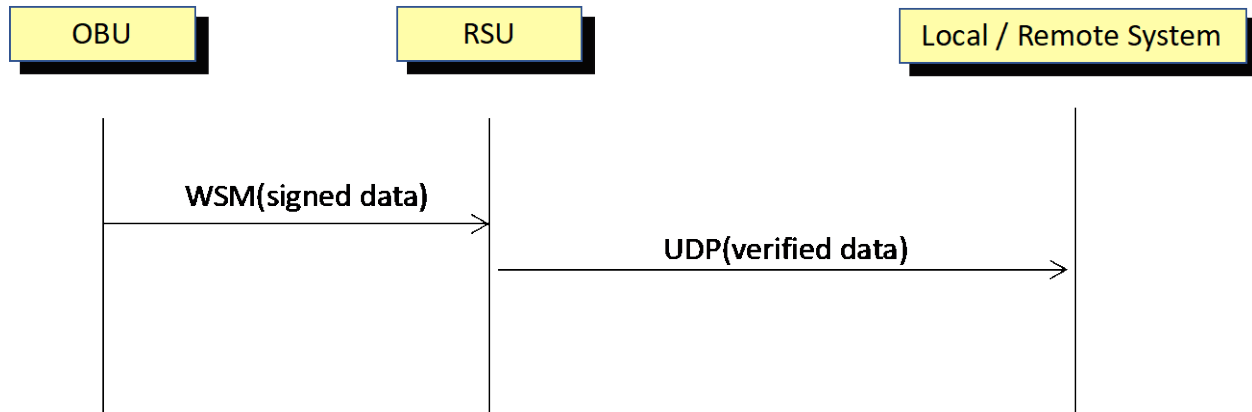 OBU
RSU
Local / Remote System
WSM(signed data)
UDP(verified data)